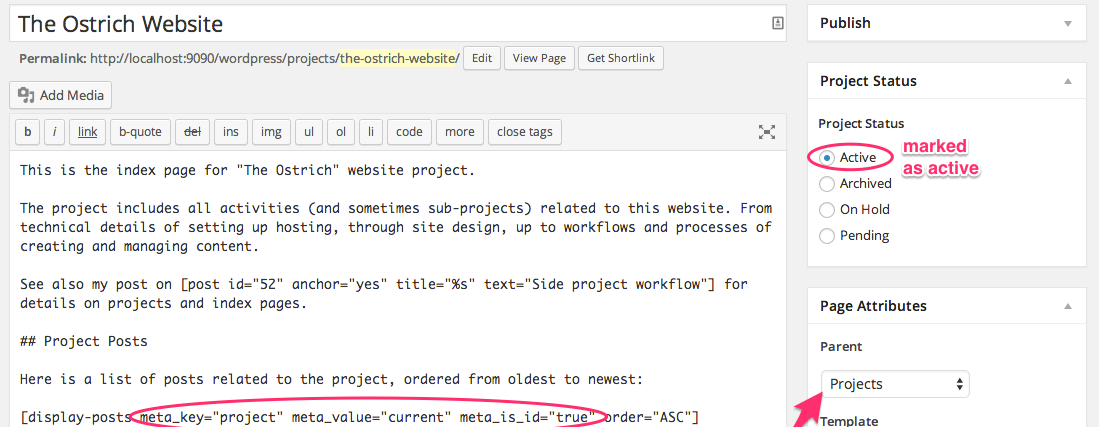 The Ostrich Website
Permalink: http://localhost:9090/wordpress/projects/the-ostrich-website/ Edit View Page Get Shortlink
Add Media
b i link b-quote del ins img ul ol li code more close tags
This is the index page for "The Ostrich" website project.
The project includes all activities (and sometimes sub-projects) related to this website. From
technical details of setting up hosting, through site design, up to workflows and processes of
creating and managing content.
See also my post on [post id="52" anchor="yes" title="%s" text="Side project workflow"] for
details on projects and index pages.
## Project Posts
Here is a list of posts related to the project, ordered from oldest to newest:
[display-posts meta_key="project" meta_value="current" meta_is_id="true" order="ASC"]
Publish
Project Status
Project Status
Active
marked
as active
Archived
On Hold
Pending
Page Attributes
Parent
Projects
Template